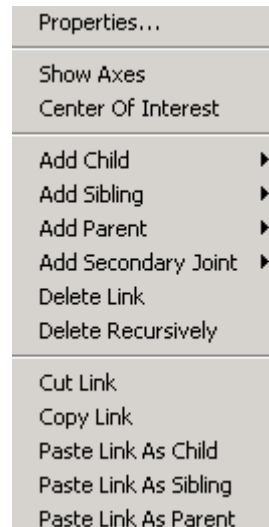 Properties...
Show Axes
Center Of Interest
Add Child
Add Sibling
Add Parent
Add Secondary Joint
Delete Link
Delete Recursively
Cut Link
Copy Link
Paste Link As Child
Paste Link As Sibling
Paste Link As Parent